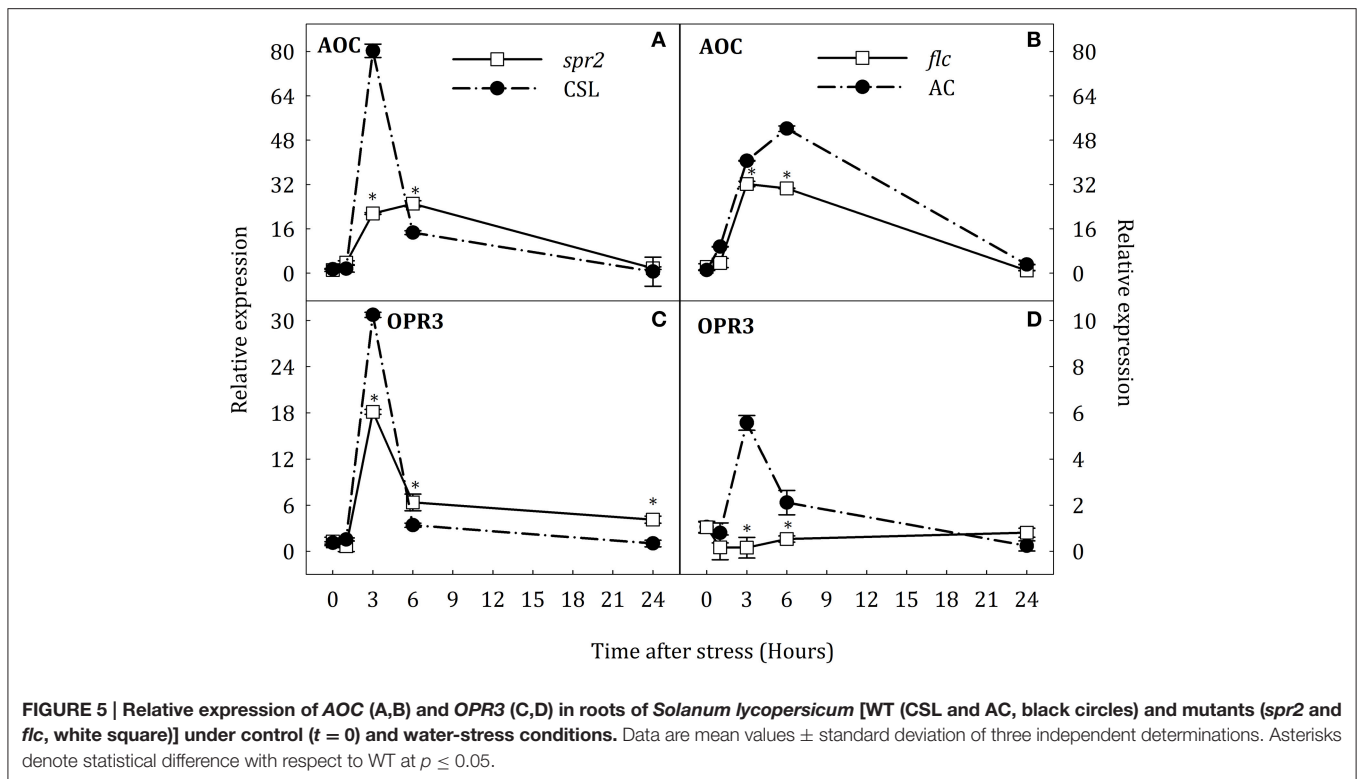 AOC A
spr2
CSL
AOC B
flc
AC
80
64
48
32
16
0
80
64
48
32
16
0
* *
* *
Relative expression
Relative expression
OPR3 C
OPR3 D
30
24
18
12
6
0
10
8
6
4
2
0
* * *
* *
0 3 6 9 12 15 18 21 24
0 3 6 9 12 15 18 21 24
Time after stress (Hours)
FIGURE 5 | Relative expression of AOC (A,B) and OPR3 (C,D) in roots of Solanum lycopersicum [WT (CSL and AC, black circles) and mutants (spr2 and
flc, white square)] under control (t = 0) and water-stress conditions. Data are mean values ± standard deviation of three independent determinations. Asterisks
denote statistical difference with respect to WT at p ≤ 0.05.